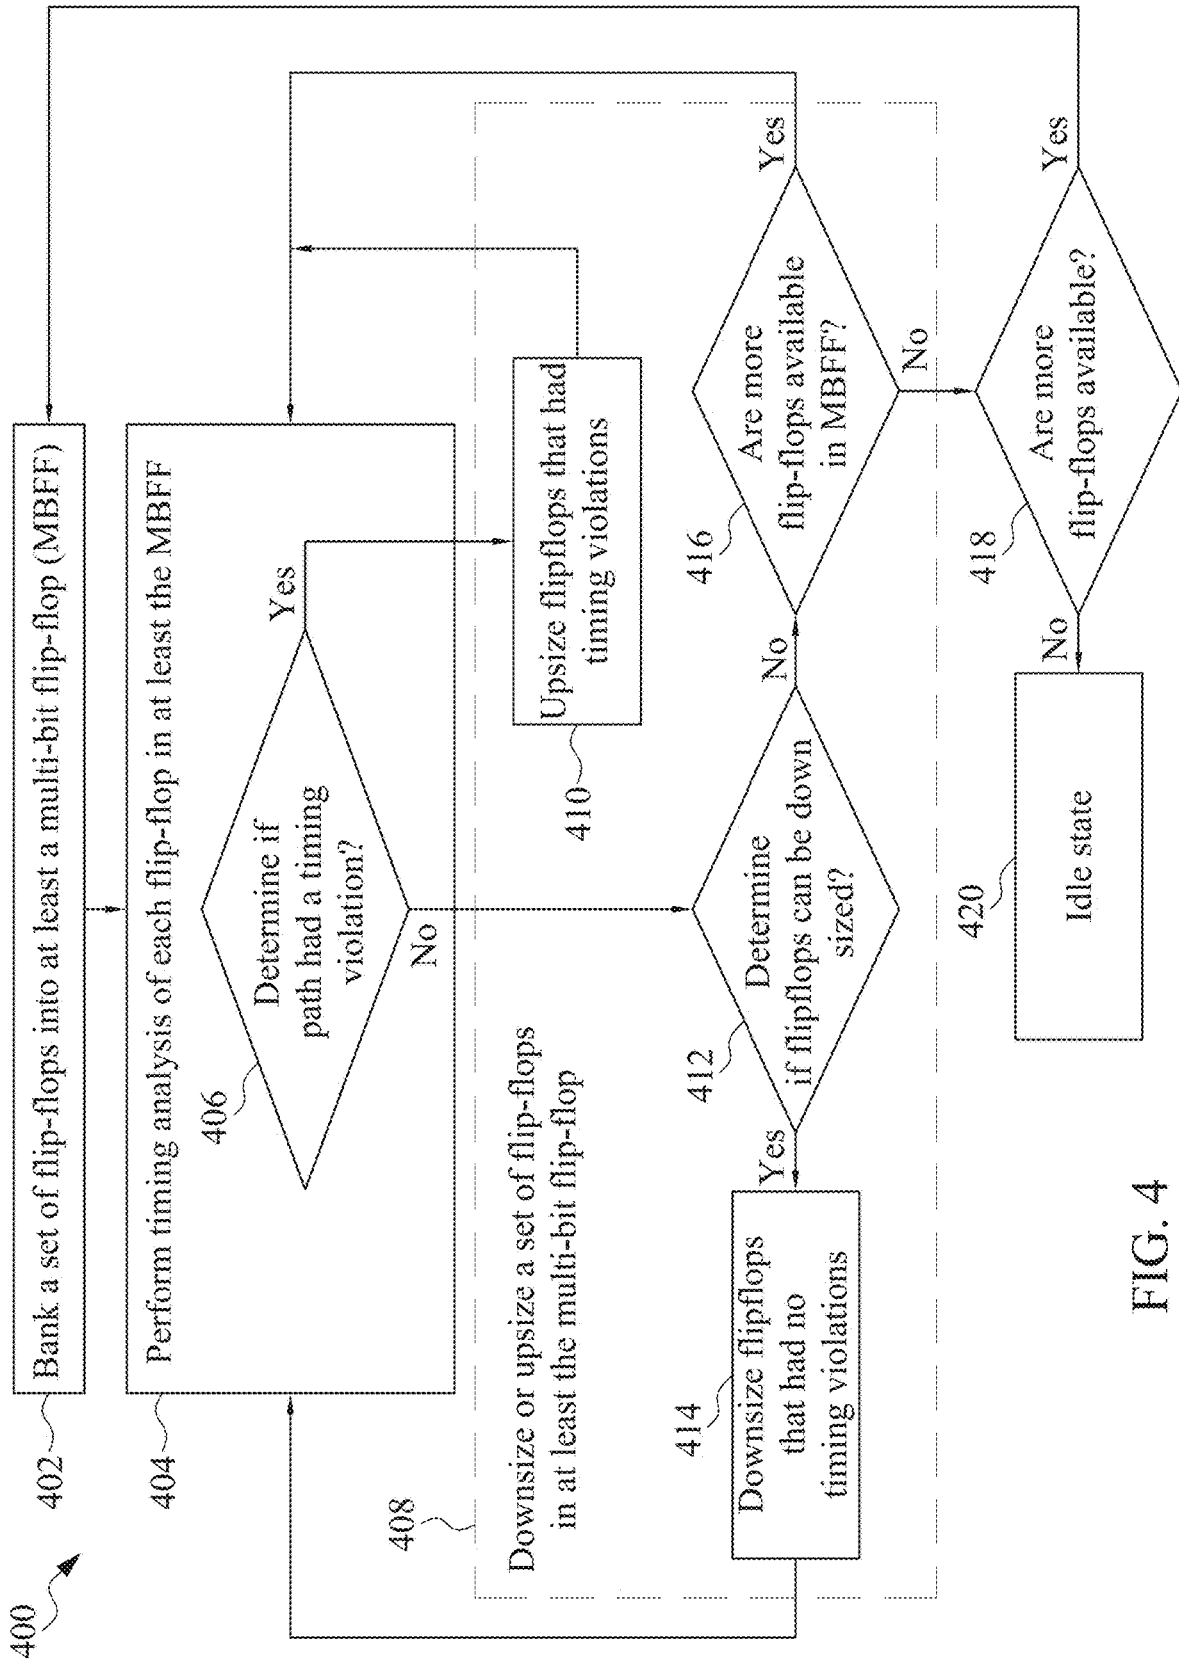 400
402
Bank a set of flip-flops into at least a multi-bit flip-flop (MBFF)
404
Perform timing analysis of each flip-flop in at least the MBFF
406
Determine if
path had a timing
violation?
Yes
No
408
Downsize or upsize a set of flip-flops
in at least the multi-bit flip-flop
410
Upsize flipflops that had
timing violations
412
Determine
if flipflops can be down
sized?
Yes
No
414
Downsize flipflops
that had no
timing violations
416
Are more
flip-flops available
in MBFF?
Yes
No
418
Are more
flip-flops available?
Yes
No
420
Idle state
FIG. 4